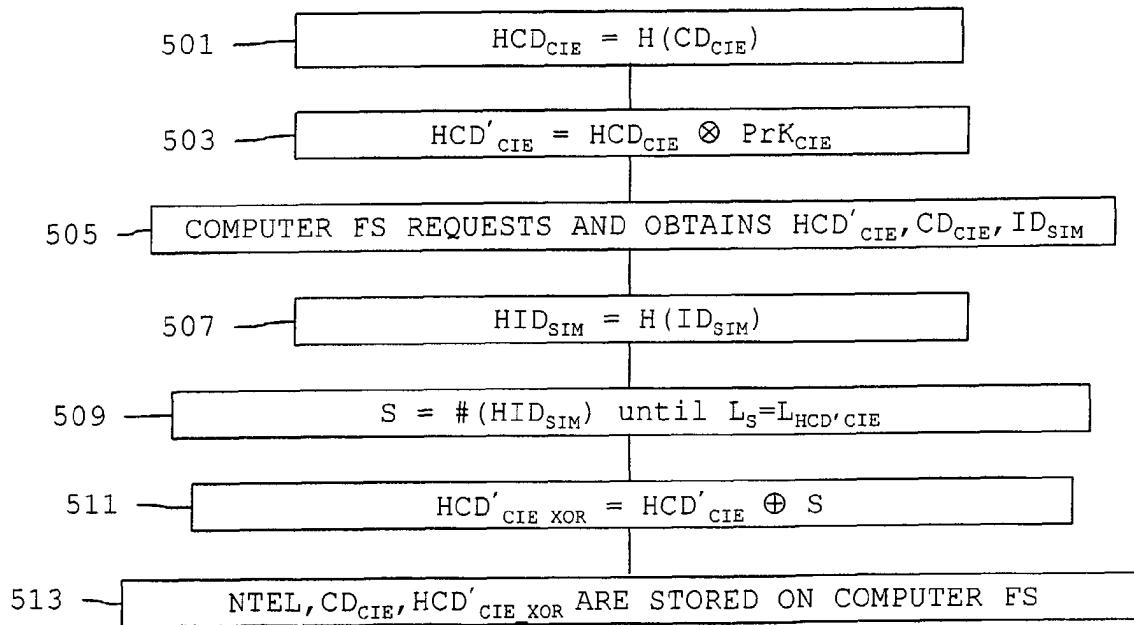 501 HCD_CIE = H(CD_CIE)
503 HCD'_CIE = HCD_CIE ⊗ PrK_CIE
505 COMPUTER FS REQUESTS AND OBTAINS HCD'_CIE, CD_CIE, ID_SIM
507 HID_SIM = H(ID_SIM)
509 S = #(HID_SIM) until L_S=L_HCD'CIE
511 HCD'_CIE XOR = HCD'_CIE ⊕ S
513 NTEL, CD_CIE, HCD'_CIE XOR ARE STORED ON COMPUTER FS